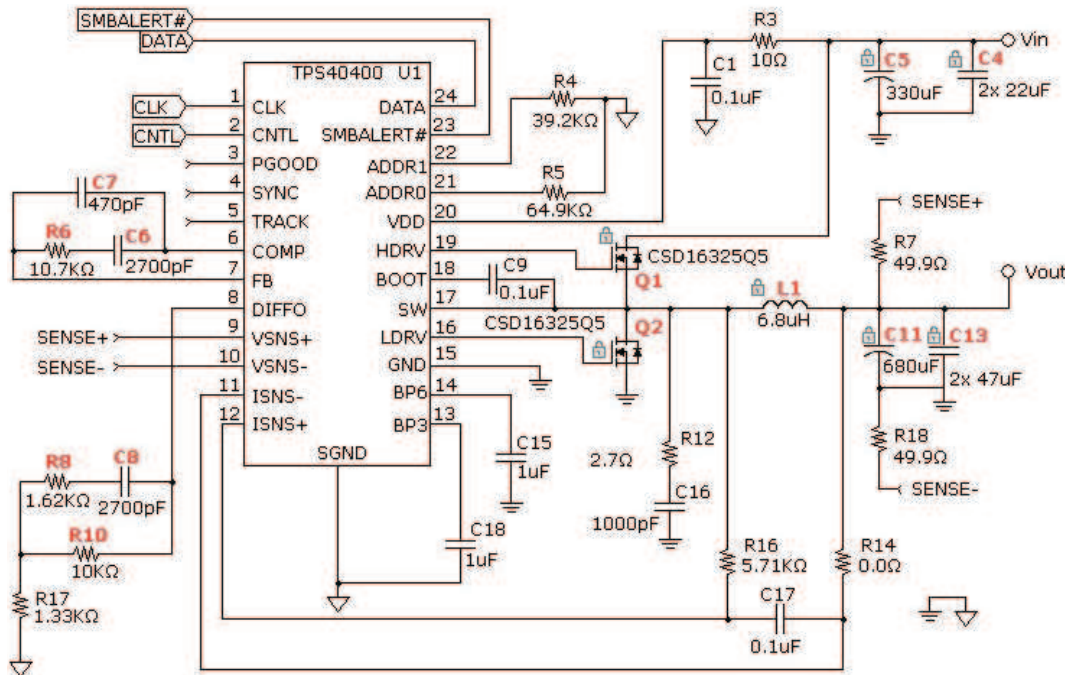 SMBALERT#
DATA
R3
10Ω
Vin
C1
0.1uF
C5
330uF
C4
2x 22uF
TPS40400 U1
CLK
1
CLK
DATA
24
CNTL
2
CNTL
SMBALERT#
23
R4
39.2KΩ
3
PGOOD
ADDR1
22
4
SYNC
ADDR0
21
R5
64.9KΩ
5
TRACK
VDD
20
C7
470pF
R6
10.7KΩ
C6
2700pF
6
COMP
HDRV
19
CSD16325Q5
Q1
7
FB
BOOT
18
C9
0.1uF
8
DIFFO
SW
17
SENSE+
9
VSNS+
LDRV
16
CSD16325Q5
Q2
SENSE-
10
VSNS-
GND
15
11
ISNS-
BP6
14
12
ISNS+
BP3
13
SGND
L1
6.8uH
SENSE+
R7
49.9Ω
Vout
C11
680uF
C13
2x 47uF
R18
49.9Ω
SENSE-
R12
2.7Ω
C16
1000pF
C15
1uF
C18
1uF
R8
1.62KΩ
C8
2700pF
R10
10KΩ
R17
1.33KΩ
R16
5.71KΩ
R14
0.0Ω
C17
0.1uF